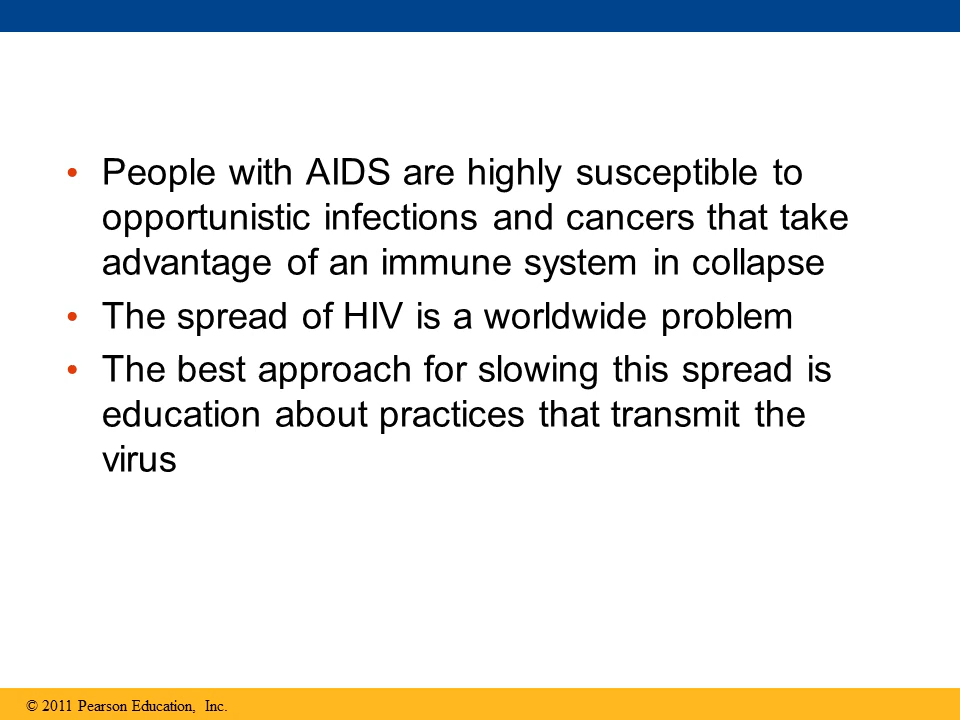 • People with AIDS are highly susceptible to
opportunistic infections and cancers that take
advantage of an immune system in collapse
• The spread of HIV is a worldwide problem
• The best approach for slowing this spread is
education about practices that transmit the
virus
© 2011 Pearson Education, Inc.